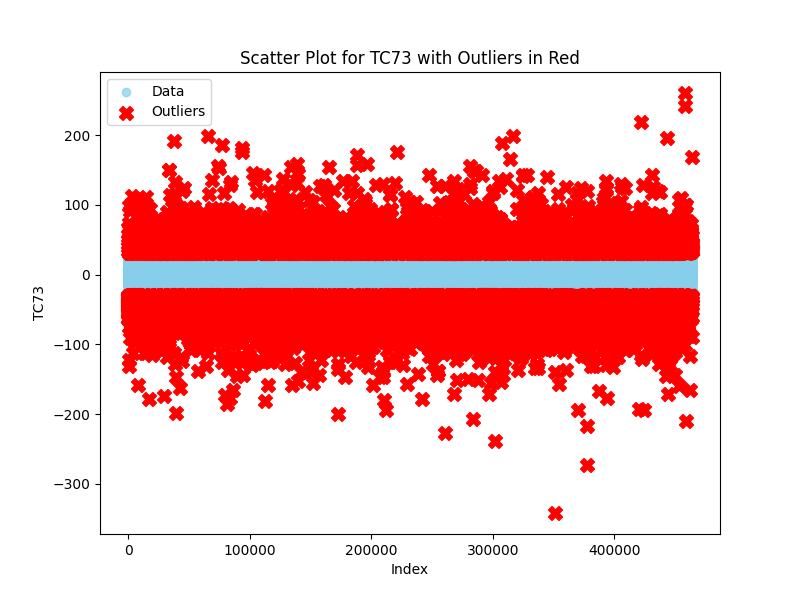 Scatter Plot for TC73 with Outliers in Red
Data
Outliers
200
100
0
−100
−200
−300
TC73
0
100000
200000
300000
400000
Index